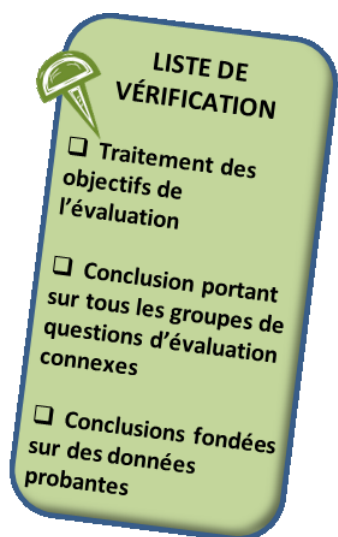 LISTE DE
VÉRIFICATION
❑ Traitement des
objectifs de
l'évaluation
❑ Conclusion portant
sur tous les groupes de
questions d'évaluation
connexes
❑ Conclusions fondées
sur des données
probantes